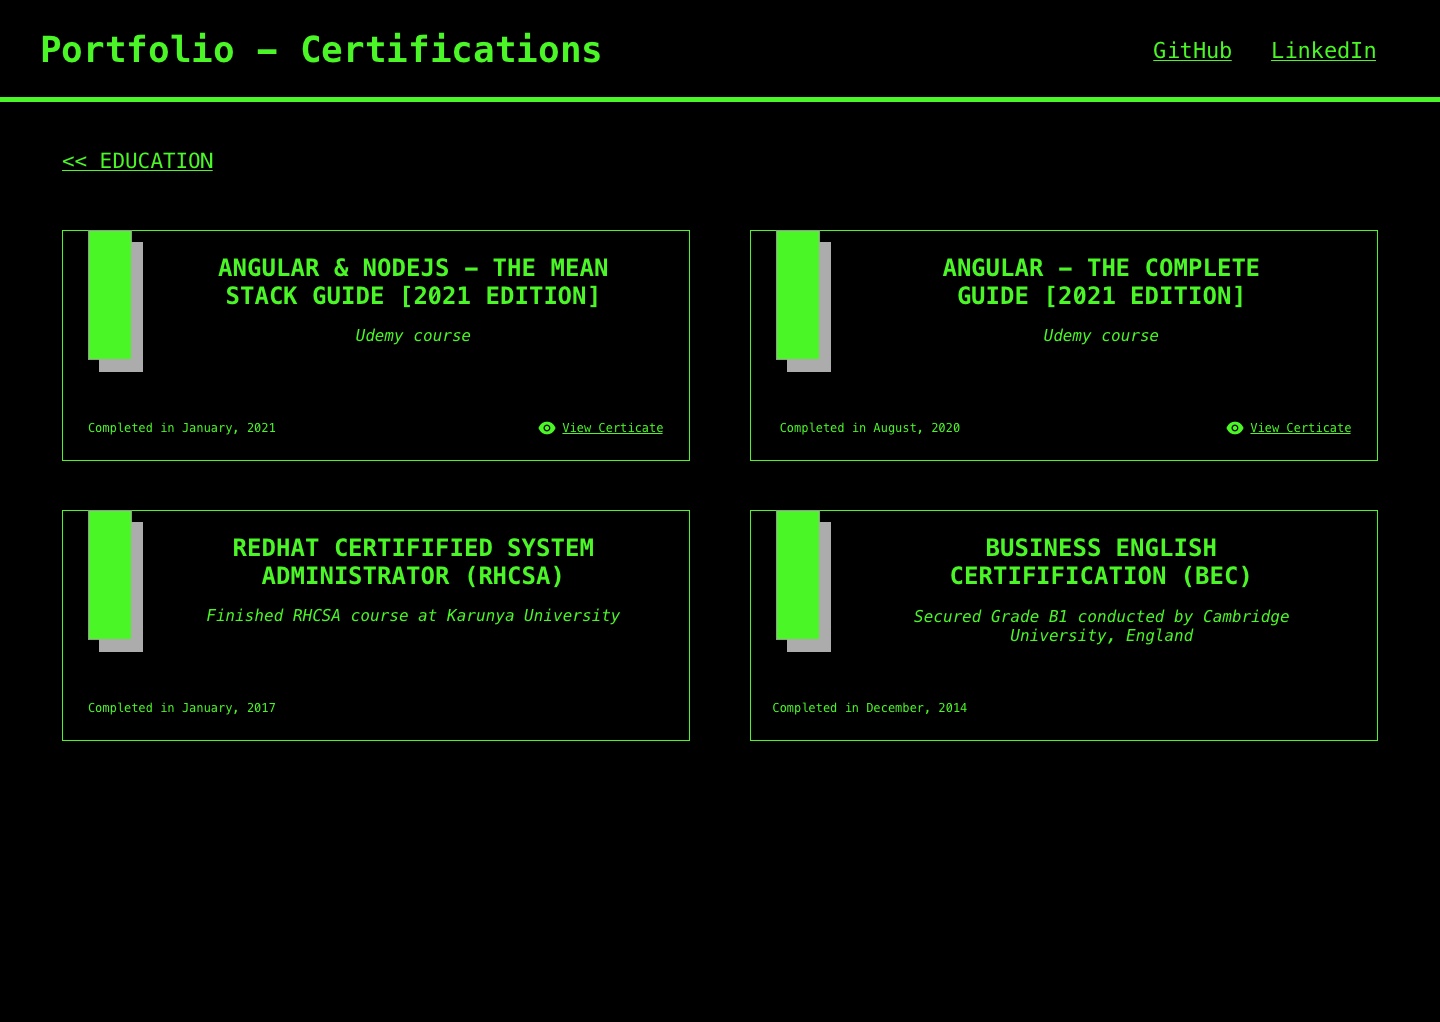 Portfolio – Certifications
GitHub LinkedIn
<< EDUCATION
ANGULAR & NODEJS – THE MEAN
STACK GUIDE [2021 EDITION]
Udemy course
Completed in January, 2021
View Certicate
ANGULAR – THE COMPLETE
GUIDE [2021 EDITION]
Udemy course
Completed in August, 2020
View Certicate
REDHAT CERTIFIFIED SYSTEM
ADMINISTRATOR (RHCSA)
Finished RHCSA course at Karunya University
Completed in January, 2017
BUSINESS ENGLISH
CERTIFIFICATION (BEC)
Secured Grade B1 conducted by Cambridge
University, England
Completed in December, 2014